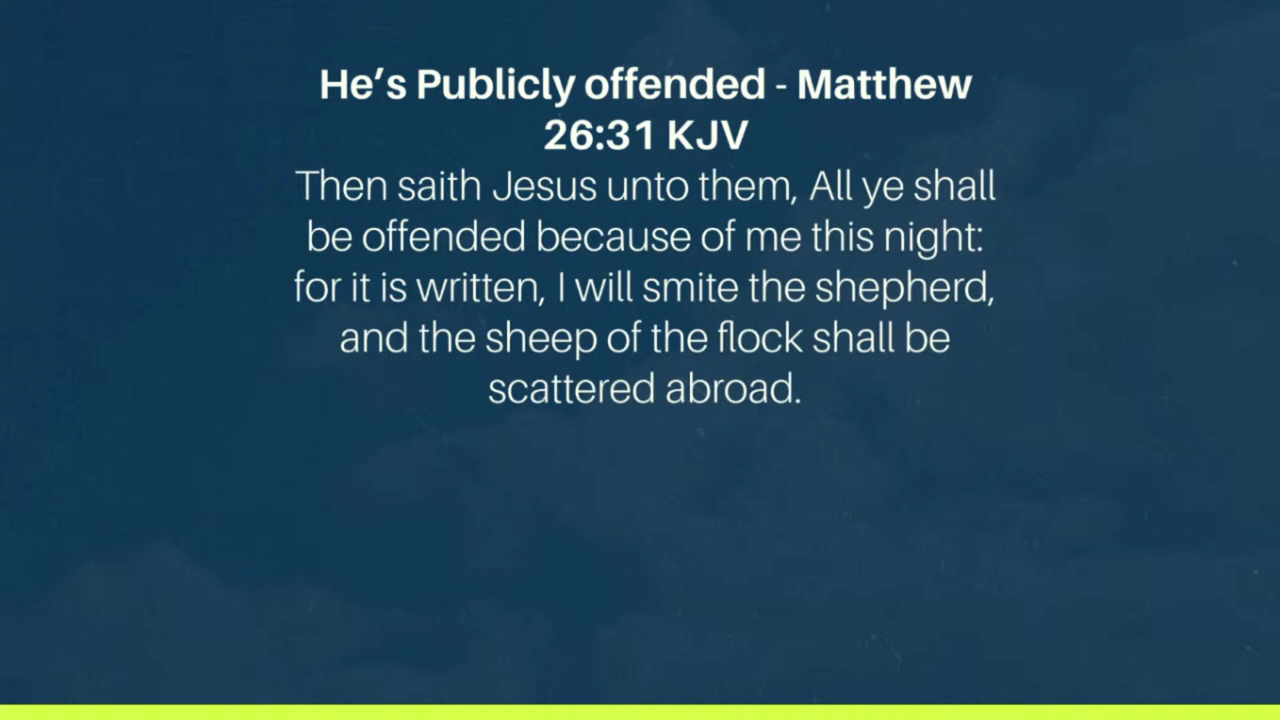 He’s Publicly offended - Matthew
26:31 KJV
Then saith Jesus unto them, All ye shall
be offended because of me this night:
for it is written, I will smite the shepherd,
and the sheep of the flock shall be
scattered abroad.